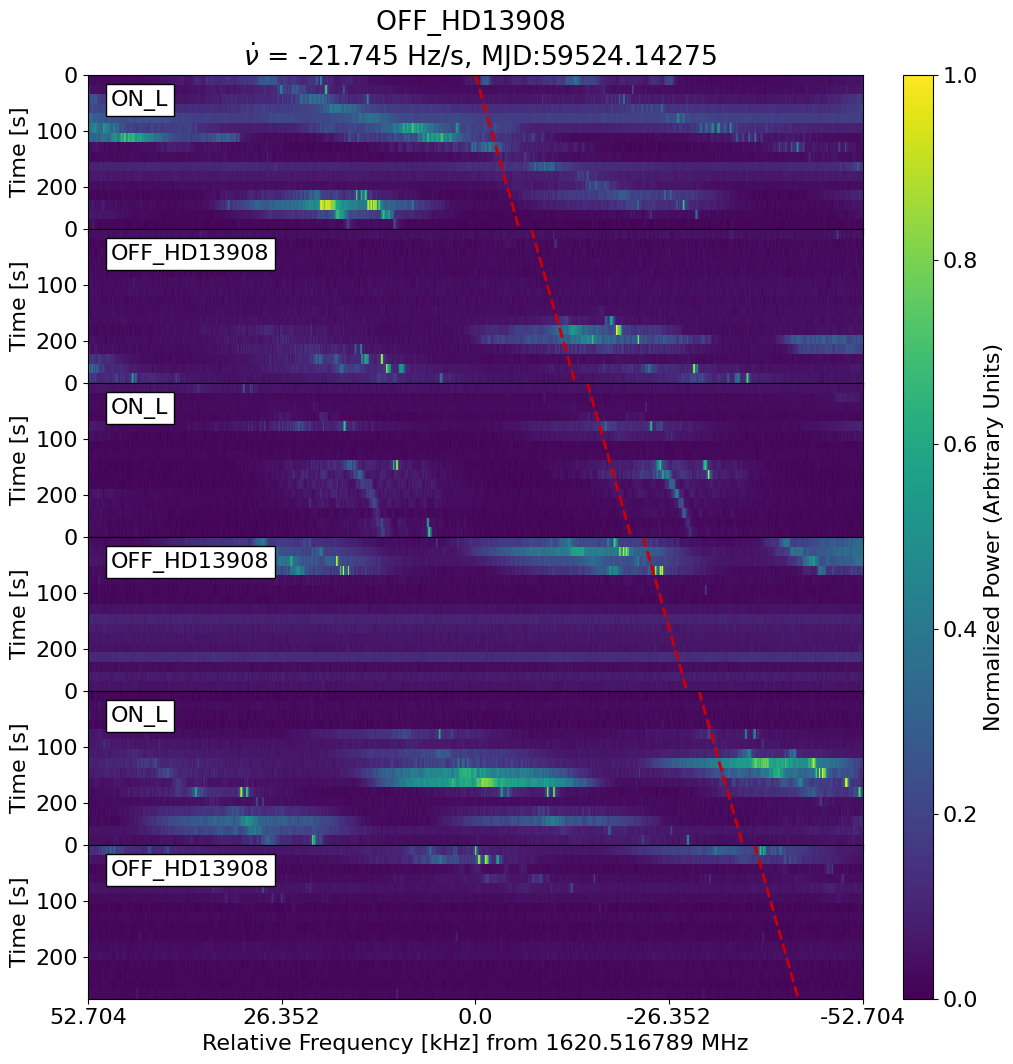 OFF_HD13908
ν̇ = -21.745 Hz/s, MJD:59524.14275
0
100
200
Time [s]
ON_L
0
100
200
Time [s]
OFF_HD13908
0
100
200
Time [s]
ON_L
0
100
200
Time [s]
OFF_HD13908
0
100
200
Time [s]
ON_L
0
100
200
Time [s]
OFF_HD13908
52.704
26.352
0.0
-26.352
-52.704
Relative Frequency [kHz] from 1620.516789 MHz
1.0
0.8
0.6
0.4
0.2
0.0
Normalized Power (Arbitrary Units)